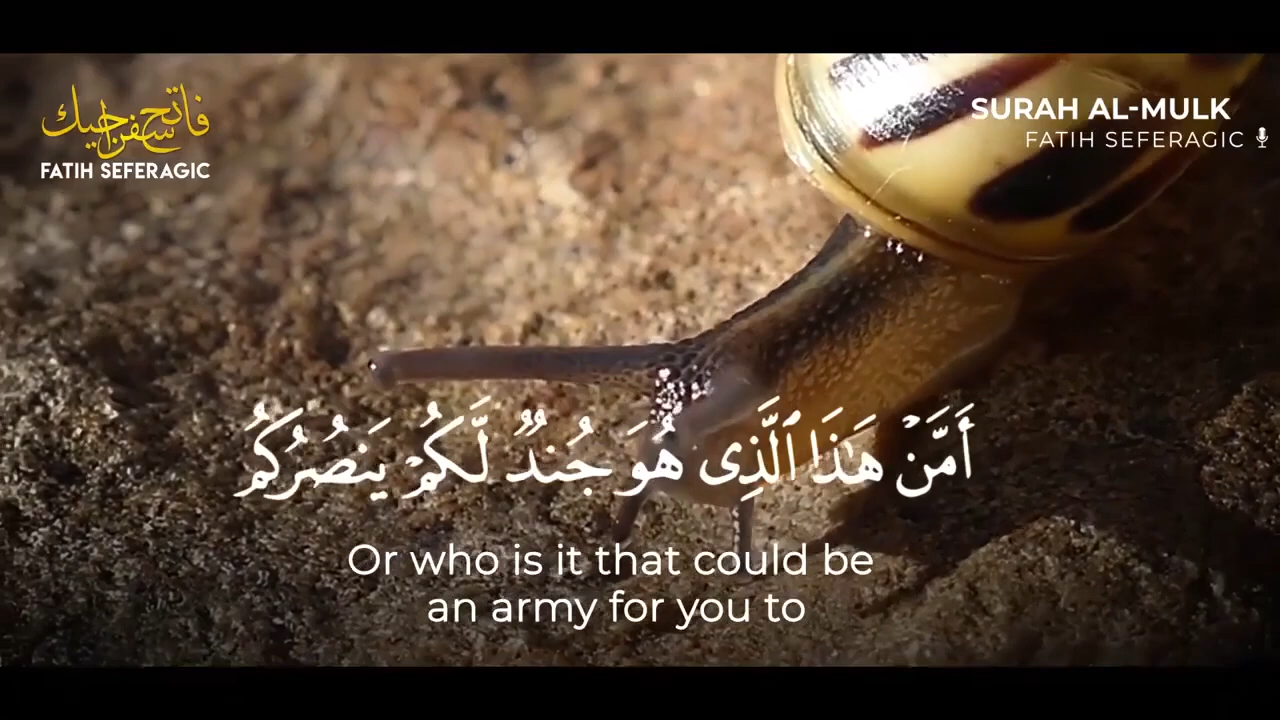 فاتح سفرجيك
FATIH SEFERAGIC
SURAH AL-MULK
FATIH SEFERAGIC
أَمَّنْ هَٰذَا ٱلَّذِى هُوَ جُندٌ لَّكُمْ يَنصُرُكُم
Or who is it that could be
an army for you to